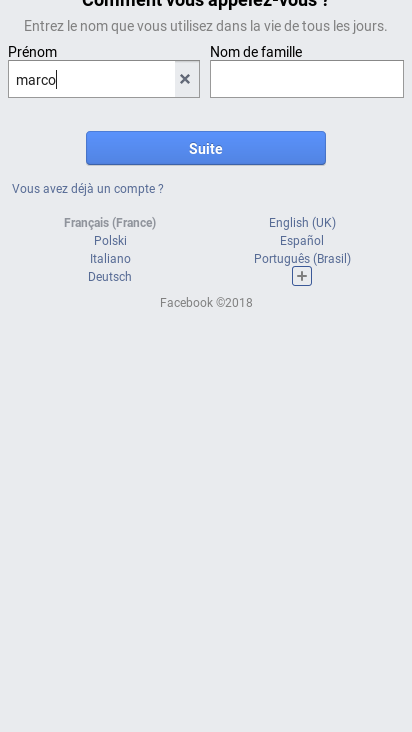 Comment vous appelez-vous ?
Entrez le nom que vous utilisez dans la vie de tous les jours.
Prénom
Nom de famille
marco
Suite
Vous avez déjà un compte ?
Français (France)
English (UK)
Polski
Español
Italiano
Português (Brasil)
Deutsch
Facebook ©2018